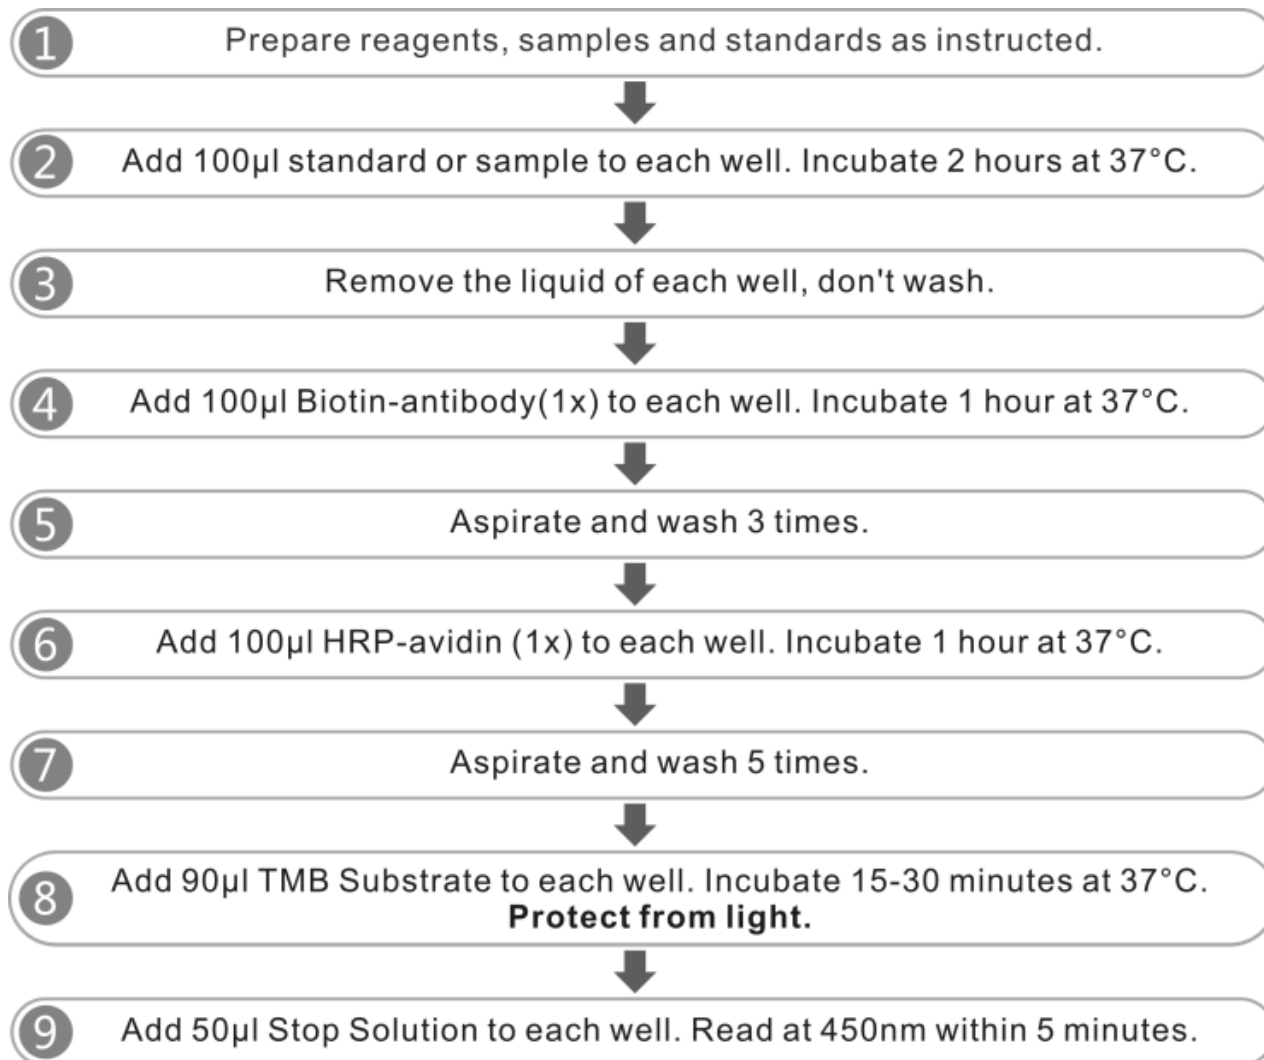 1 Prepare reagents, samples and standards as instructed.
2 Add 100µl standard or sample to each well. Incubate 2 hours at 37°C.
3 Remove the liquid of each well, don't wash.
4 Add 100µl Biotin-antibody(1x) to each well. Incubate 1 hour at 37°C.
5 Aspirate and wash 3 times.
6 Add 100µl HRP-avidin (1x) to each well. Incubate 1 hour at 37°C.
7 Aspirate and wash 5 times.
8 Add 90µl TMB Substrate to each well. Incubate 15-30 minutes at 37°C.
Protect from light.
9 Add 50µl Stop Solution to each well. Read at 450nm within 5 minutes.